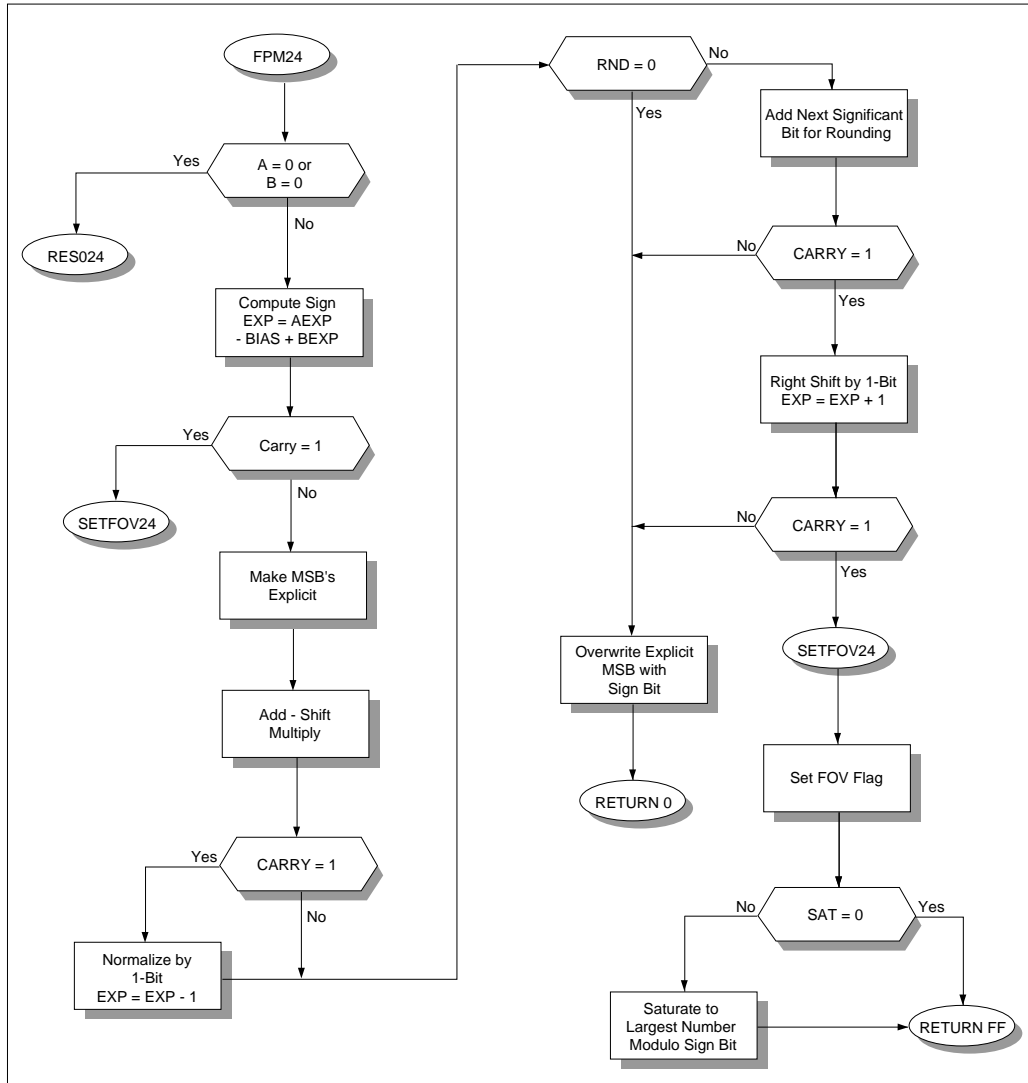 FPM24
Yes
A = 0 or
B = 0
No
RES024
Compute Sign
EXP = AEXP
- BIAS + BEXP
Yes
Carry = 1
No
SETFOV24
Make MSB's
Explicit
Add - Shift
Multiply
Yes
CARRY = 1
No
Normalize by
1-Bit
EXP = EXP - 1
RND = 0
No
Yes
Add Next Significant
Bit for Rounding
No
CARRY = 1
Yes
Right Shift by 1-Bit
EXP = EXP + 1
No
CARRY = 1
Yes
Overwrite Explicit
MSB with
Sign Bit
RETURN 0
SETFOV24
Set FOV Flag
No
SAT = 0
Yes
Saturate to
Largest Number
Modulo Sign Bit
RETURN FF